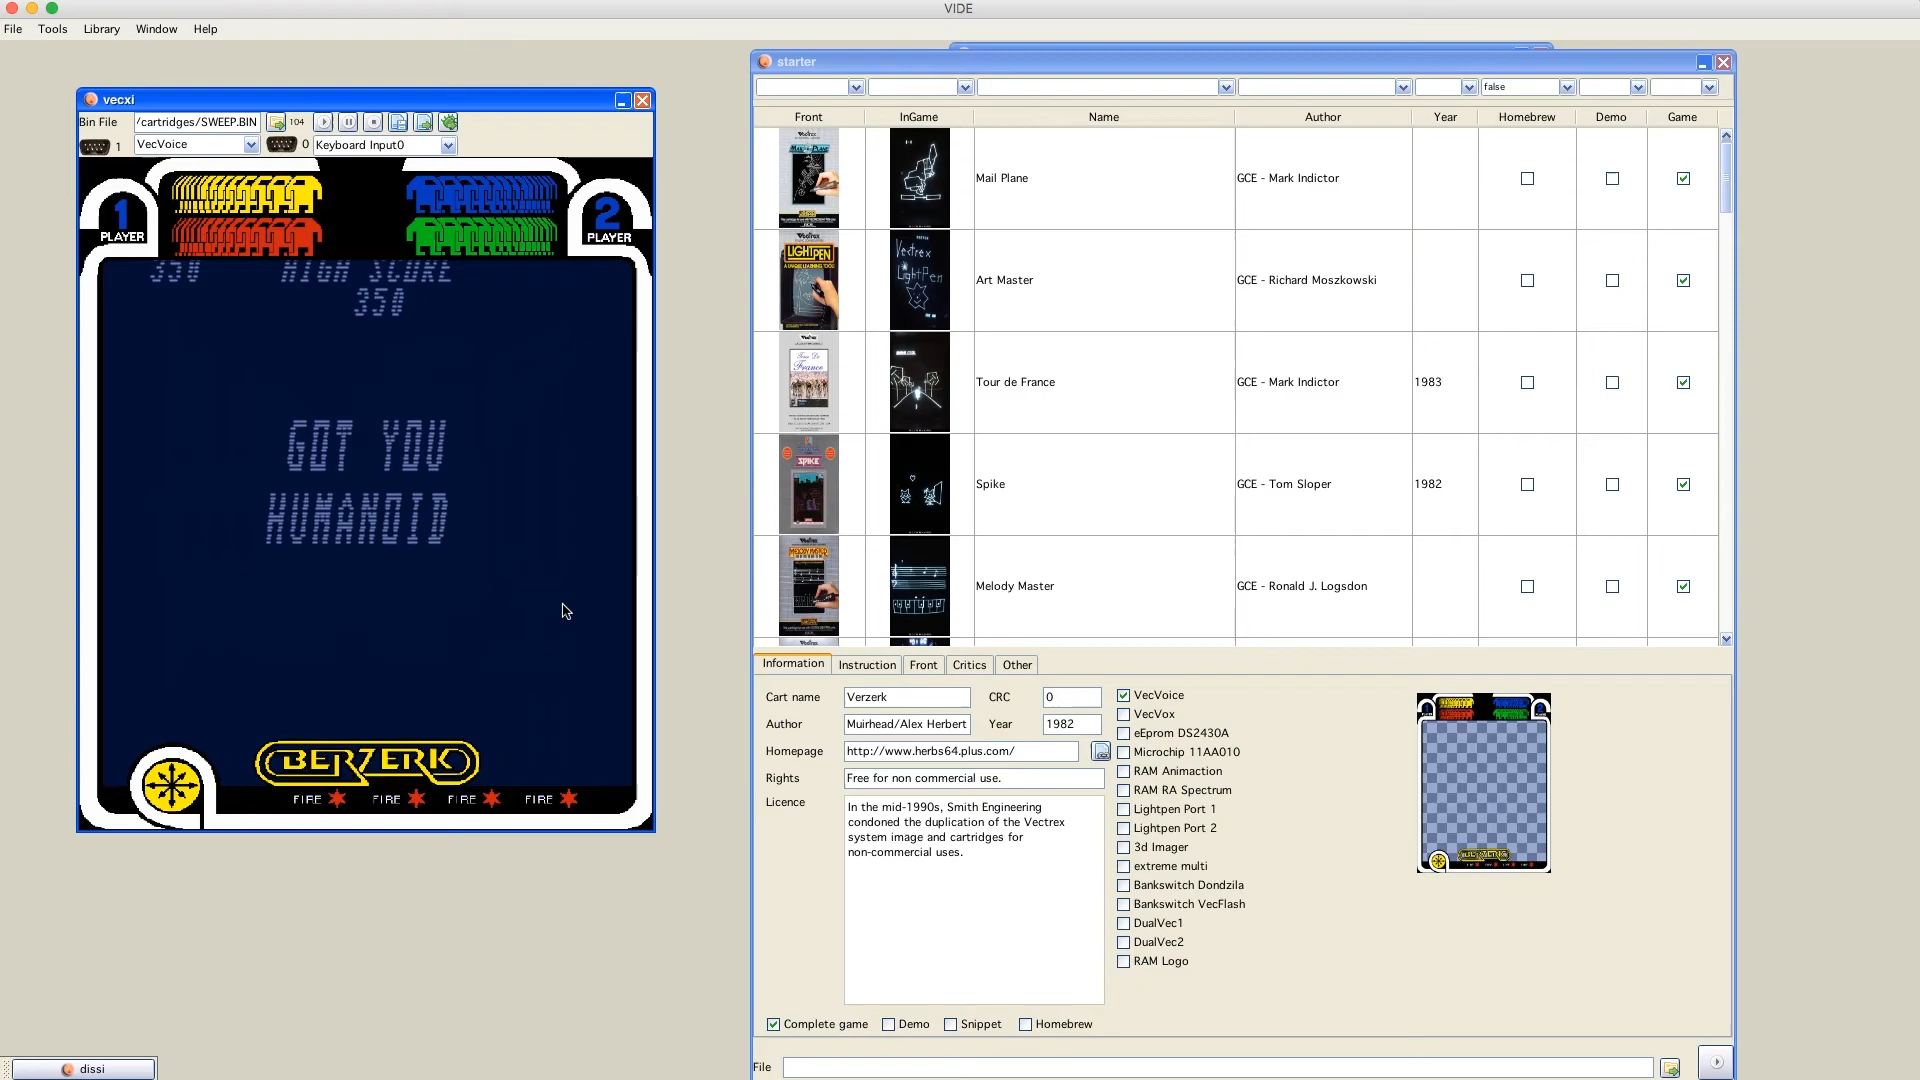 VIDE
File Tools Library Window Help
vecxi
Bin File /cartridges/SWEEP.BIN 104
1 VecVoice 0 Keyboard Input0
1 PLAYER
2 PLAYER
350 HIGH SCORE
350
GOT YOU
HUMANOID
BERZERK
FIRE FIRE FIRE FIRE
dissi
starter
false
Front InGame Name Author Year Homebrew Demo Game
Mail Plane GCE - Mark Indictor
LIGHTPEN
Vectrex
LightPen
Art Master GCE - Richard Moszkowski
Tour De
France
Tour de France GCE - Mark Indictor 1983
SPIKE
Spike GCE - Tom Sloper 1982
Melody Master GCE - Ronald J. Logsdon
Information Instruction Front Critics Other
Cart name Verzerk CRC 0
Author Muirhead/Alex Herbert Year 1982
Homepage http://www.herbs64.plus.com/
Rights Free for non commercial use.
Licence In the mid-1990s, Smith Engineering
condoned the duplication of the Vectrex
system image and cartridges for
non-commercial uses.
VecVoice
VecVox
eEprom DS2430A
Microchip 11AA010
RAM Animaction
RAM RA Spectrum
Lightpen Port 1
Lightpen Port 2
3d Imager
extreme multi
Bankswitch Dondzila
Bankswitch VecFlash
DualVec1
DualVec2
RAM Logo
BERZERK
Complete game Demo Snippet Homebrew
File